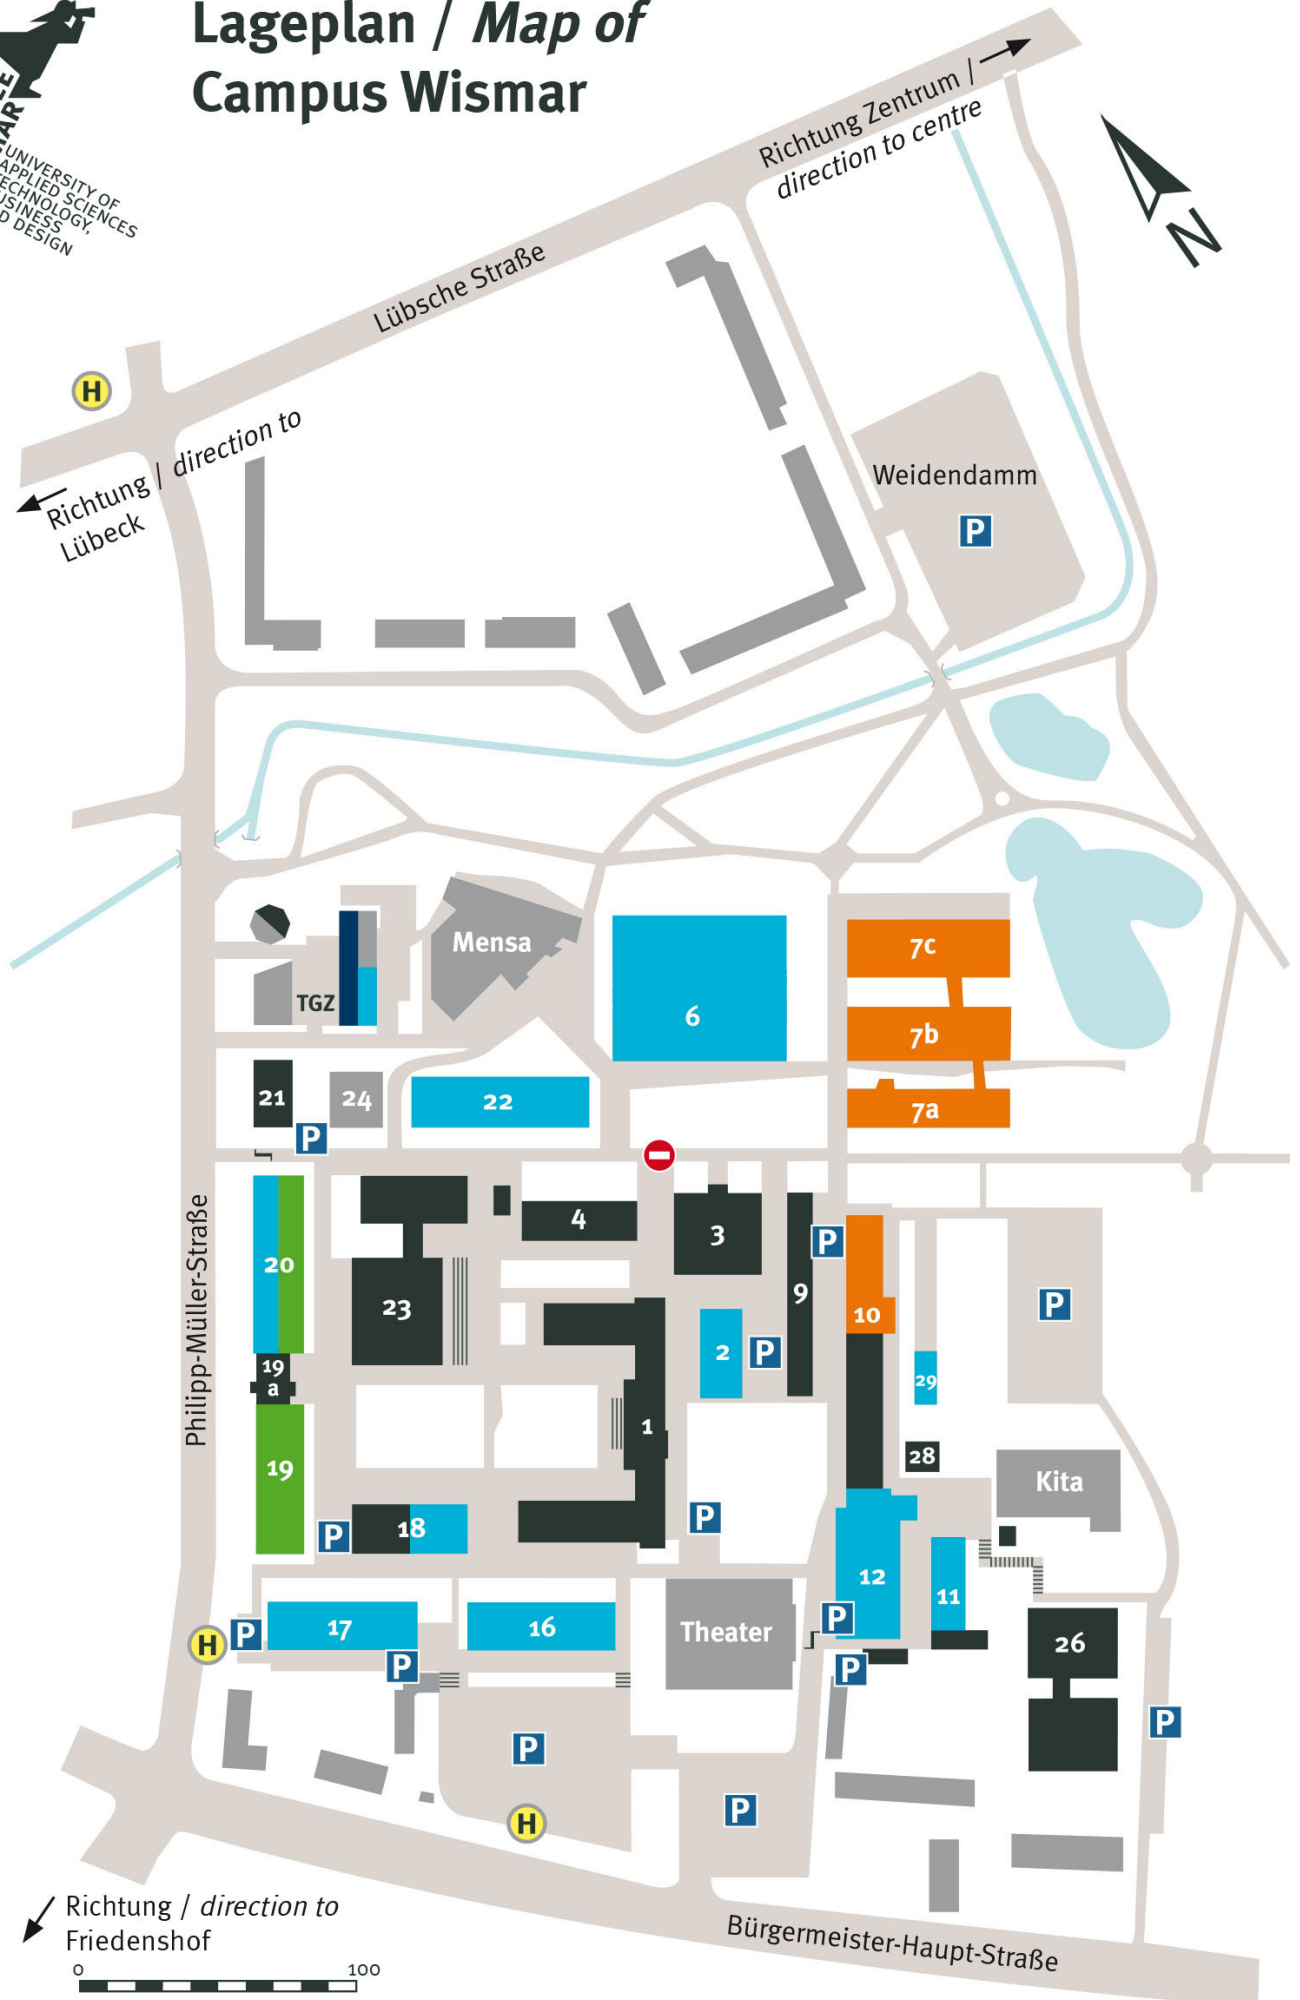 Lageplan / Map of
Campus Wismar
UNIVERSITY OF
APPLIED SCIENCES
TECHNOLOGY,
BUSINESS
DESIGN
Richtung Zentrum /
direction to centre
N
Lübsche Straße
H
Richtung / direction to
Lübeck
Weidendamm
P
Mensa
TGZ
6
7c
7b
7a
21
24
22
P
20
23
4
3
9
P
10
P
2
P
29
19
a
1
28
Kita
19
P
18
P
12
11
17
16
Theater
P
26
H
P
P
P
P
P
P
H
Philipp-Müller-Straße
Bürgermeister-Haupt-Straße
Richtung / direction to
Friedenshof
0 100